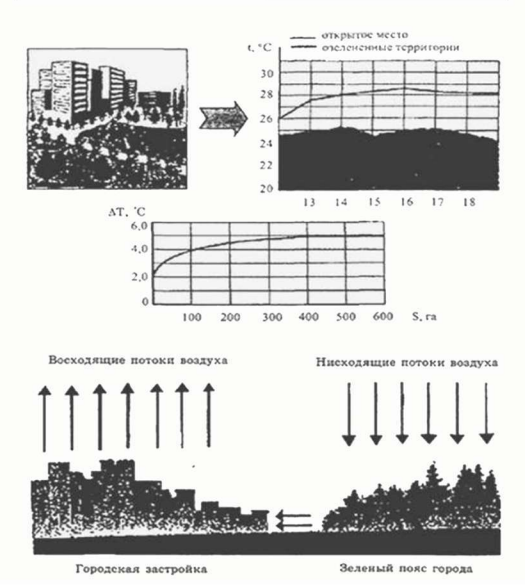 открытое место
t, °C
озелененные территории
30
28
26
24
22
20
13 14 15 16 17 18
ΔT, °C
6,0
4,0
2,0
0
100 200 300 400 500 600 S, га
Восходящие потоки воздуха
Нисходящие потоки воздуха
Городская застройка
Зеленый пояс города